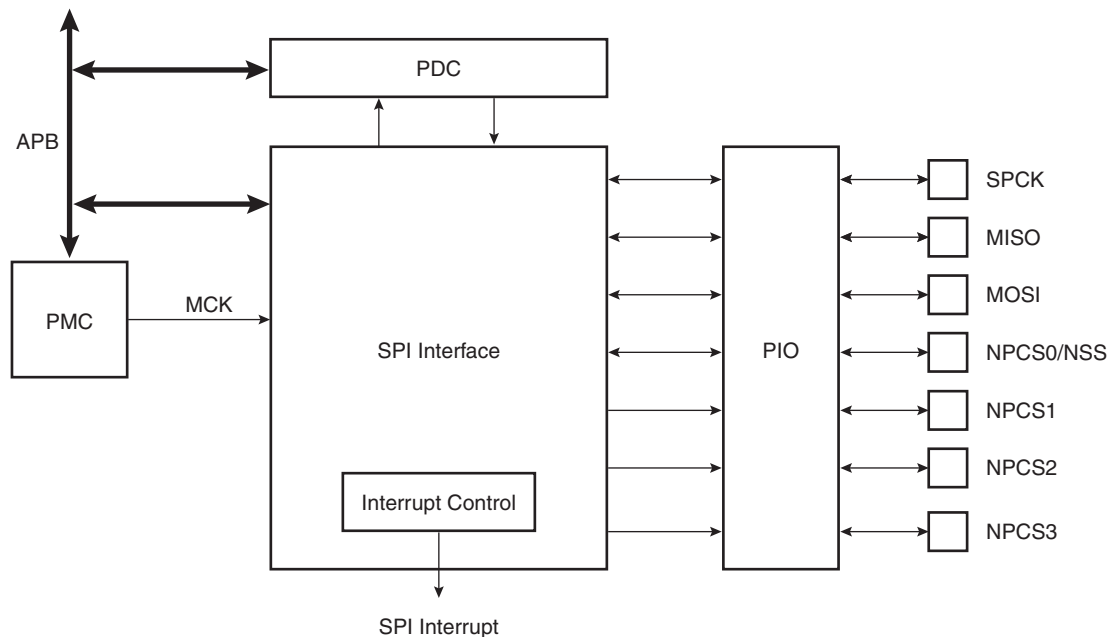 PDC
APB
SPCK
MISO
MCK
MOSI
PMC
SPI Interface
PIO
NPCS0/NSS
NPCS1
NPCS2
Interrupt Control
NPCS3
SPI Interrupt